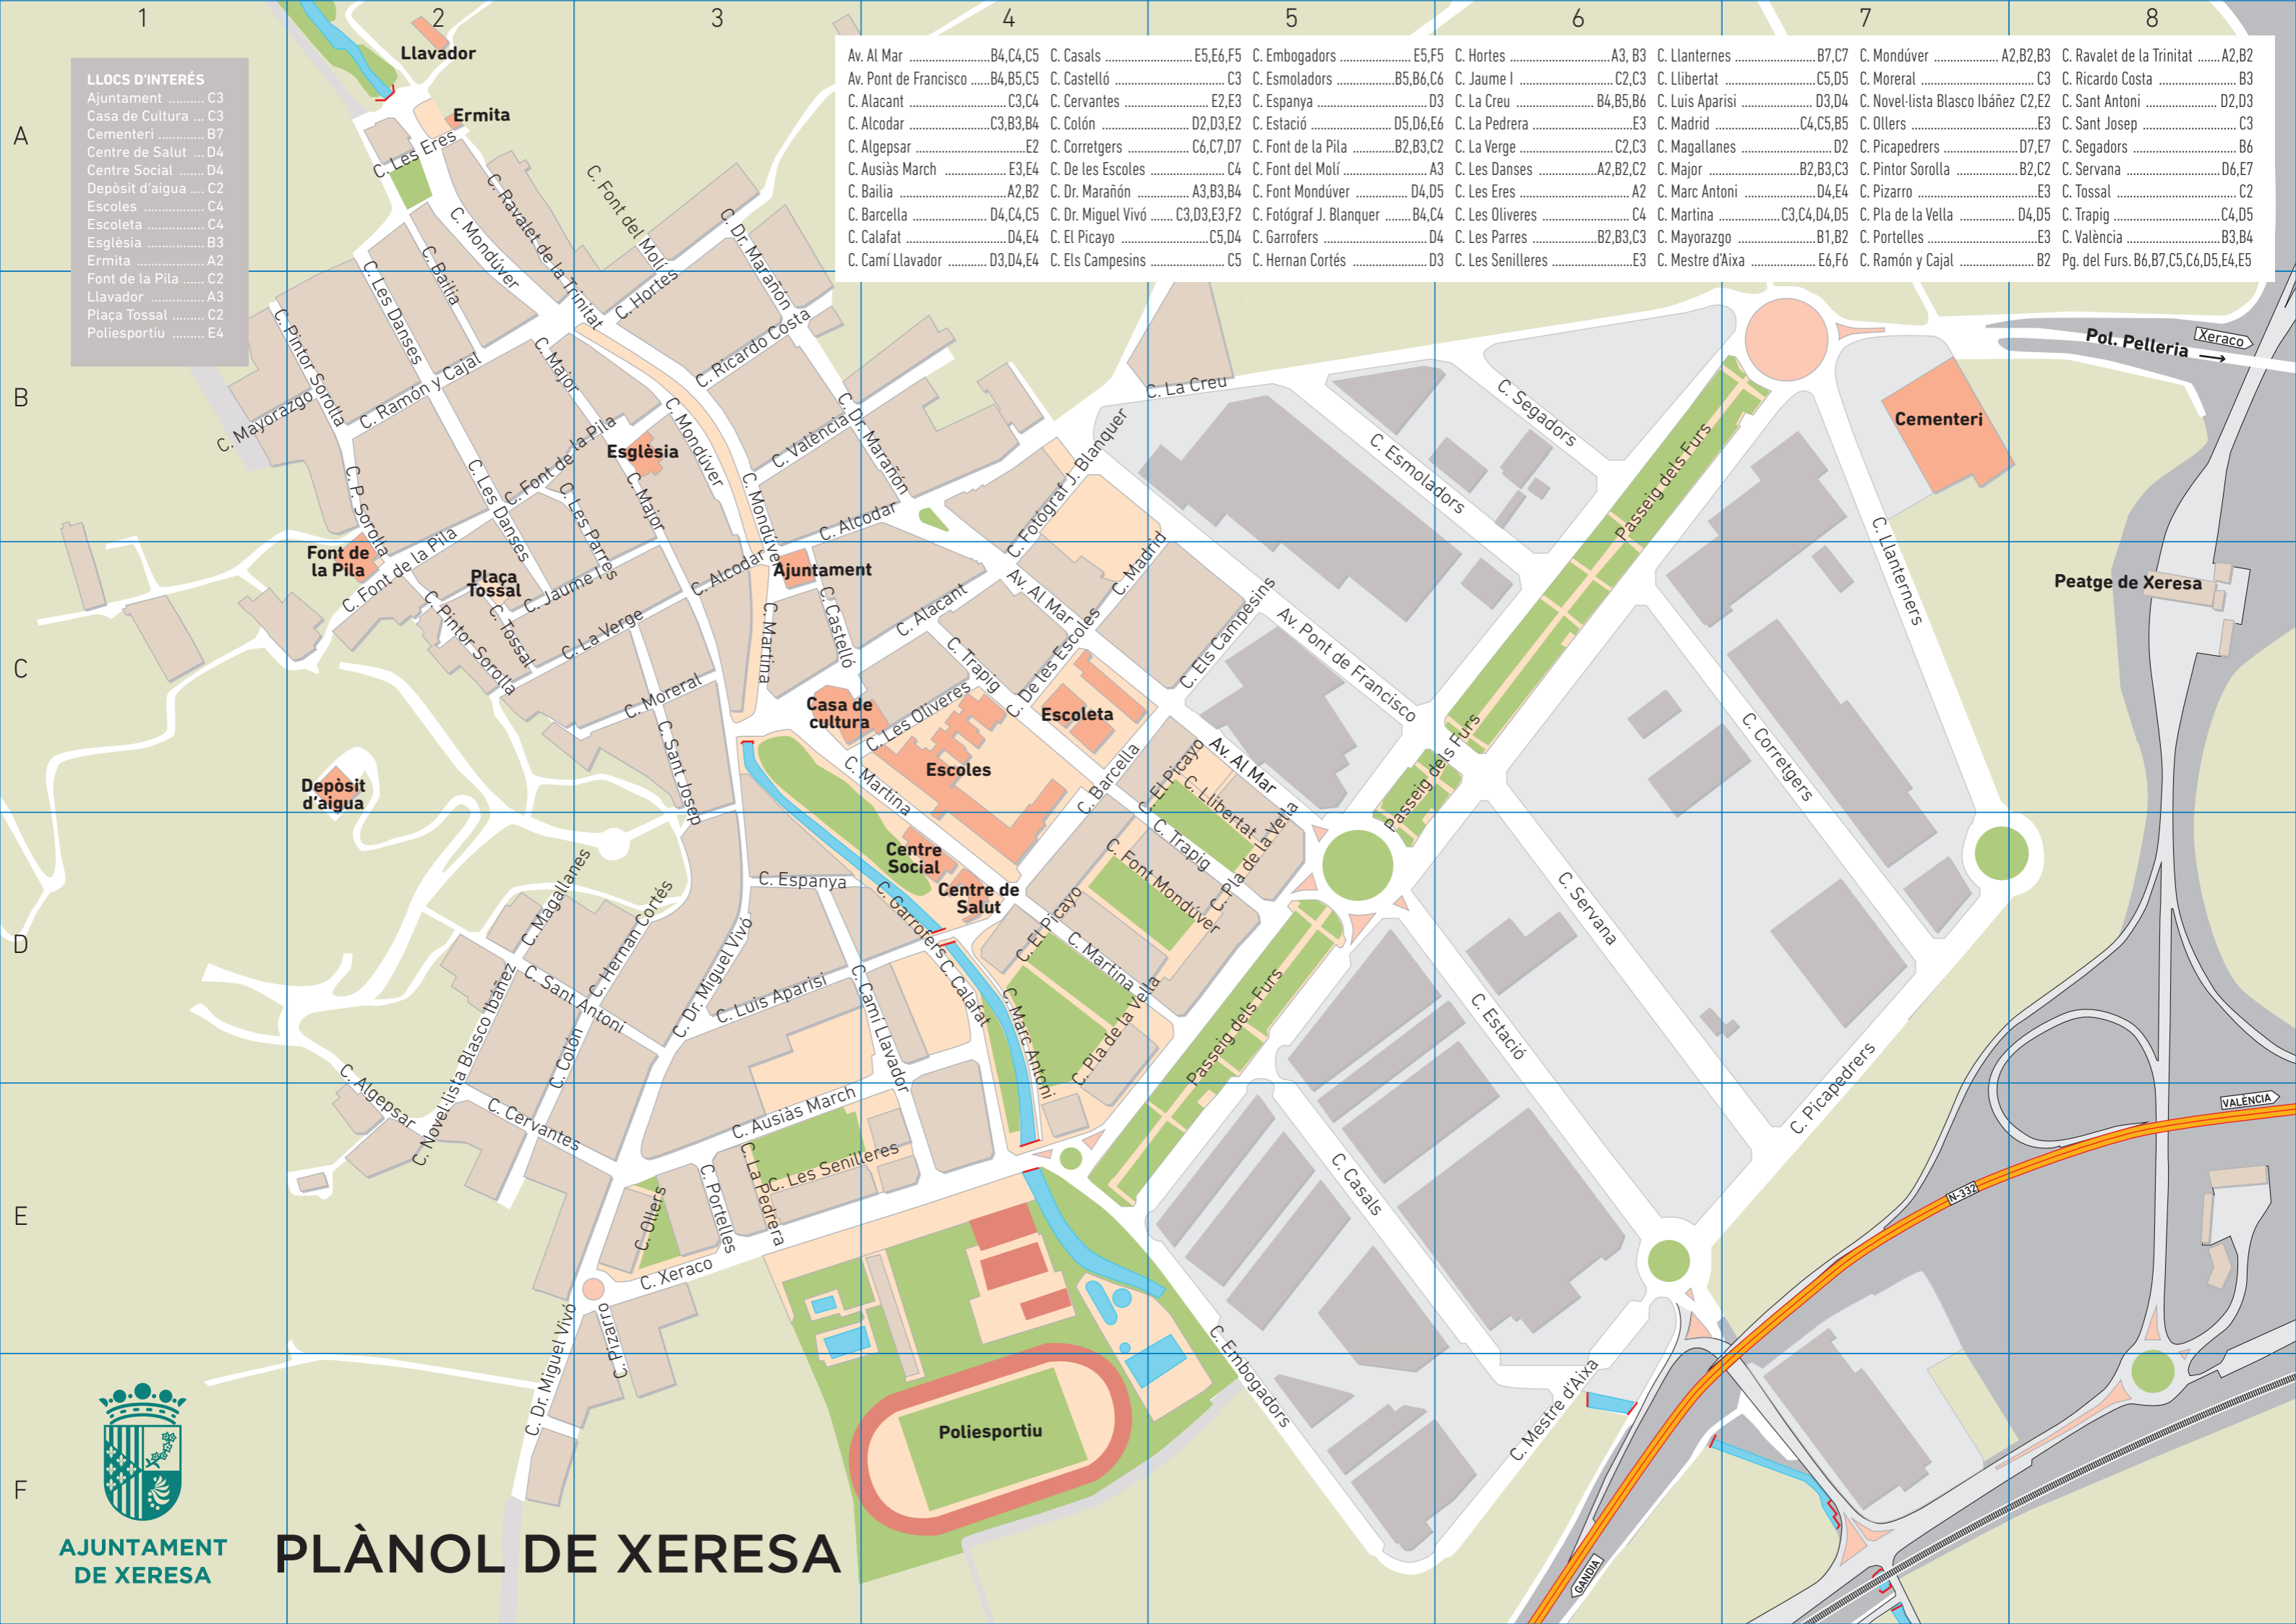 1 2 3 4 5 6 7 8
A
B
C
D
E
F
LLOCS D'INTERÉS
Ajuntament .......... C3
Casa de Cultura ... C3
Cementeri ............. B7
Centre de Salut ... D4
Centre Social ....... D4
Depòsit d'aigua .... C2
Escoles ................ C4
Escoleta ............... C4
Esglèsia ............... B3
Ermita .................. A2
Font de la Pila ...... C2
Llavador ............... A3
Plaça Tossal ......... C2
Poliesportiu ......... E4
Av. Al Mar ..... B4,C4,C5
Av. Pont de Francisco ..... B4,B5,C5
C. Alacant ..... C3,C4
C. Alcodar ..... C3,B3,B4
C. Algepsar ..... E2
C. Ausiàs March ..... E3,E4
C. Bailia ..... A2,B2
C. Barcella ..... D4,C4,C5
C. Calafat ..... D4,E4
C. Camí Llavador ..... D3,D4,E4
C. Casals ..... E5,E6,F5
C. Castelló ..... C3
C. Cervantes ..... E2,E3
C. Colón ..... D2,D3,E2
C. Corretgers ..... C6,C7,D7
C. De les Escoles ..... C4
C. Dr. Marañón ..... A3,B3,B4
C. Dr. Miguel Vivó ..... C3,D3,E3,F2
C. El Picayo ..... C5,D4
C. Els Campesins ..... C5
C. Embogadors ..... E5,F5
C. Esmoladors ..... B5,B6,C6
C. Espanya ..... D3
C. Estació ..... D5,D6,E6
C. Font de la Pila ..... B2,B3,C2
C. Font del Molí ..... A3
C. Font Mondúver ..... D4,D5
C. Fotógraf J. Blanquer ..... B4,C4
C. Garrofers ..... D4
C. Hernan Cortés ..... D3
C. Hortes ..... A3, B3
C. Jaume I ..... C2,C3
C. La Creu ..... B4,B5,B6
C. La Pedrera ..... E3
C. La Verge ..... C2,C3
C. Les Danses ..... A2,B2,C2
C. Les Eres ..... A2
C. Les Oliveres ..... C4
C. Les Parres ..... B2,B3,C3
C. Les Senilleres ..... E3
C. Llanternes ..... B7,C7
C. Llibertat ..... C5,D5
C. Luis Aparisi ..... D3,D4
C. Madrid ..... C4,C5,B5
C. Magallanes ..... D2
C. Major ..... B2,B3,C3
C. Marc Antoni ..... D4,E4
C. Martina ..... C3,C4,D4,D5
C. Mayorazgo ..... B1,B2
C. Mestre d'Aixa ..... E6,F6
C. Mondúver ..... A2,B2,B3
C. Moreral ..... C3
C. Novel·lista Blasco Ibáñez C2,E2
C. Ollers ..... E3
C. Picapedrers ..... D7,E7
C. Pintor Sorolla ..... B2,C2
C. Pizarro ..... E3
C. Pla de la Vella ..... D4,D5
C. Portelles ..... E3
C. Ramón y Cajal ..... B2
C. Ravalet de la Trinitat ..... A2,B2
C. Ricardo Costa ..... B3
C. Sant Antoni ..... D2,D3
C. Sant Josep ..... C3
C. Segadors ..... B6
C. Servana ..... D6,E7
C. Tossal ..... C2
C. Trapig ..... C4,D5
C. València ..... B3,B4
Pg. del Furs. B6,B7,C5,C6,D5,E4,E5
Llavador
Ermita
C. Les Eres
C. Ravalet de la Trinitat
C. Font del Molí
C. Mondúver
C. Bailia
C. Les Danses
C. Hortes
C. Dr. Marañón
C. Pintor Sorolla
C. Mayorazgo
C. Ramón y Cajal
C. Major
C. Ricardo Costa
C. Mondúver
C. València
C. Dr. Marañón
C. La Creu
C. Segadors
C. Esmoladors
Passeig dels Furs
Cementeri
Pol. Pelleria →
Xeraco
Esglèsia
C. Font de la Pila
C. Les Danses
C. Les Parres
C. Major
C. P. Sorolla
C. Mondúver
C. Alcodar
C. Fotógraf J. Blanquer
Font de
la Pila
C. Font de la Pila
Plaça
Tossal
C. Jaume I
C. Alcodar
Ajuntament
C. Pintor Sorolla
C. Tossal
C. La Verge
C. Martina
C. Castelló
C. Alacant
Av. Al Mar
C. Madrid
C. Trapig
C. De les Escoles
C. Els Campesins
Av. Pont de Francisco
C. Llanterners
Peatge de Xeresa
C. Moreral
C. Sant Josep
Casa de
cultura
C. Les Oliveres
Escoleta
Escoles
C. Martina
C. Barcella
C. El Picayo
Av. Al Mar
C. Llibertat
Passeig dels Furs
C. Corretgers
Depòsit
d'aigua
Centre
Social
Centre de
Salut
C. Trapig
C. Pla de la Vella
C. Font Mondúver
C. Magallanes
C. Hernan Cortés
C. Espanya
C. Garrofers
C. El Picayo
C. Martina
C. Servana
C. Sant Antoni
C. Dr. Miguel Vivó
C. Luis Aparisi
C. Camí Llavador
C. Calafat
C. Marc Antoni
C. Pla de la Vella
Passeig dels Furs
C. Estació
C. Novel·lista Blasco Ibáñez
C. Colón
C. Algepsar
C. Cervantes
C. Ausiàs March
C. Les Senilleres
C. La Pedrera
C. Portelles
C. Ollers
C. Xeraco
C. Casals
C. Picapedrers
VALÈNCIA
N-332
C. Dr. Miguel Vivó
C. Pizarro
Poliesportiu
C. Embogadors
C. Mestre d'Aixa
GANDIA
AJUNTAMENT
DE XERESA
PLÀNOL DE XERESA